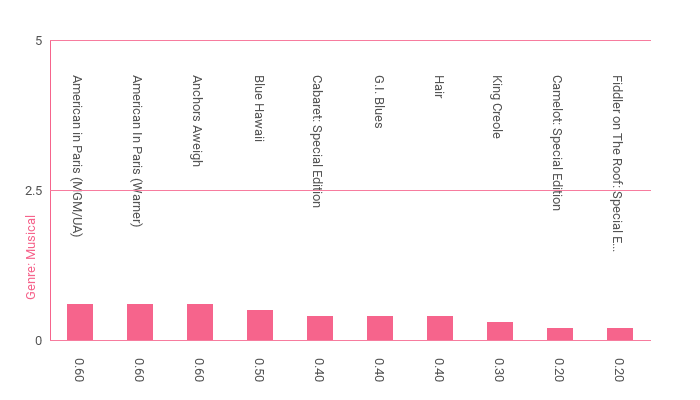 5
2.5
0
Genre: Musical
American in Paris (MGM/UA)
American In Paris (Warner)
Anchors Aweigh
Blue Hawaii
Cabaret: Special Edition
G.I. Blues
Hair
King Creole
Camelot: Special Edition
Fiddler on The Roof: Special E...
0.60
0.60
0.60
0.50
0.40
0.40
0.40
0.30
0.20
0.20